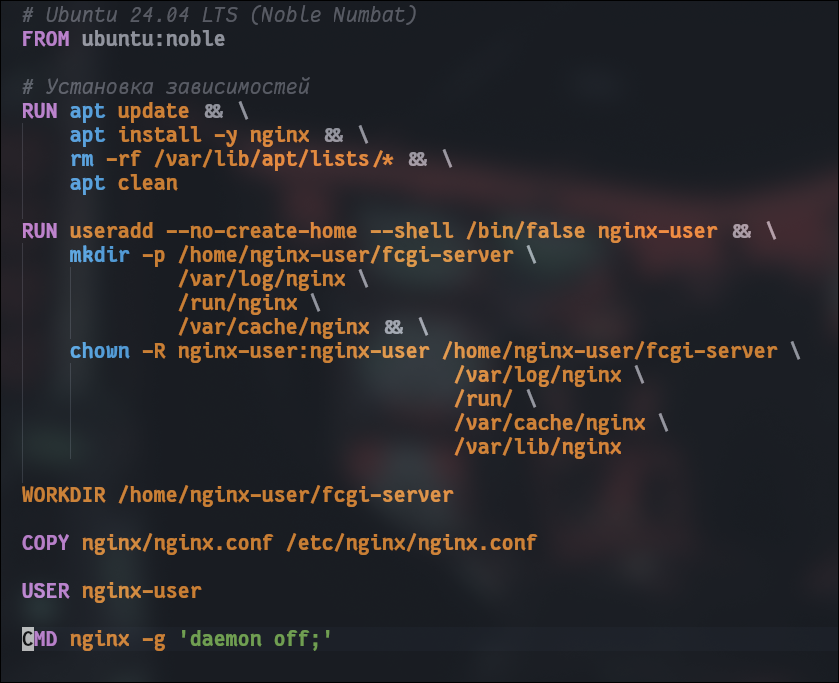 # Ubuntu 24.04 LTS (Noble Numbat)
FROM ubuntu:noble
# Установка зависимостей
RUN apt update && \
apt install -y nginx && \
rm -rf /var/lib/apt/lists/* && \
apt clean
RUN useradd --no-create-home --shell /bin/false nginx-user && \
mkdir -p /home/nginx-user/fcgi-server \
/var/log/nginx \
/run/nginx \
/var/cache/nginx && \
chown -R nginx-user:nginx-user /home/nginx-user/fcgi-server \
/var/log/nginx \
/run/ \
/var/cache/nginx \
/var/lib/nginx
WORKDIR /home/nginx-user/fcgi-server
COPY nginx/nginx.conf /etc/nginx/nginx.conf
USER nginx-user
CMD nginx -g 'daemon off;'